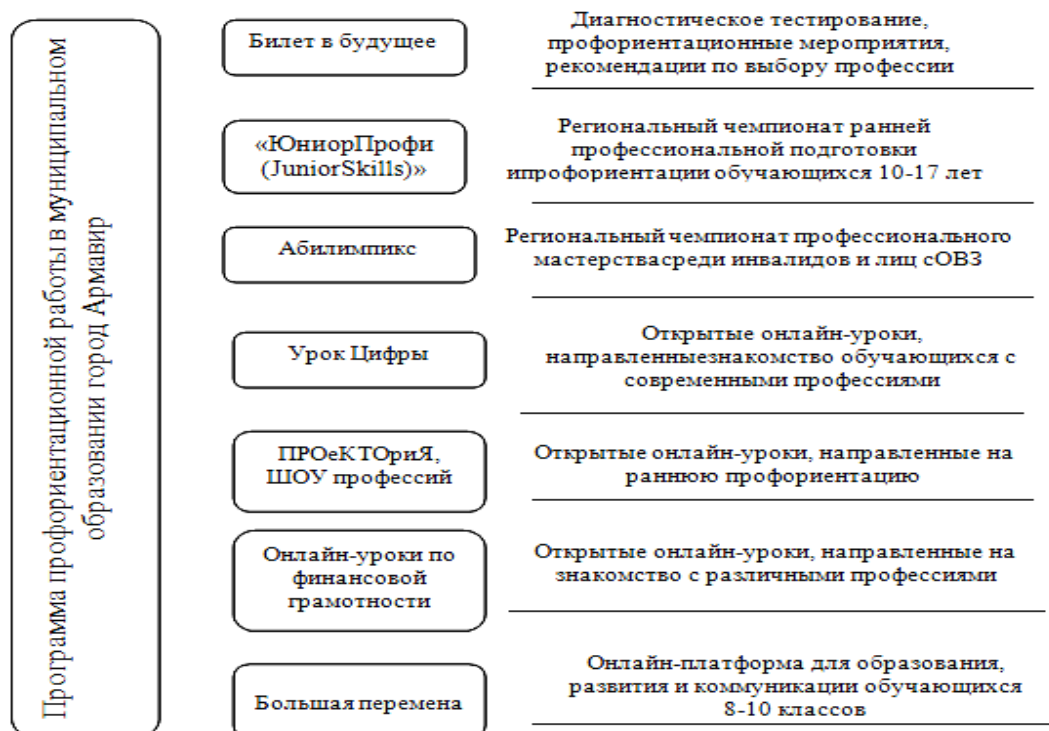 Программа профориентационной работы в муниципальном
образовании город Армавир
Билет в будущее
Диагностическое тестирование,
профориентационные мероприятия,
рекомендации по выбору профессии
«ЮниорПрофи
(JuniorSkills)»
Региональный чемпионат ранней
профессиональной подготовки
ипрофориентации обучающихся 10-17 лет
Абилимпикс
Региональный чемпионат профессионального
мастерствасреди инвалидов и лиц сОВЗ
Урок Цифры
Открытые онлайн-уроки,
направленныезнакомство обучающихся с
современными профессиями
ПРОеКТОриЯ,
ШОУ профессий
Открытые онлайн-уроки, направленные на
раннюю профориентацию
Онлайн-уроки по
финансовой
грамотности
Открытые онлайн-уроки, направленные на
знакомство с различными профессиями
Большая перемена
Онлайн-платформа для образования,
развития и коммуникации обучающихся
8-10 классов